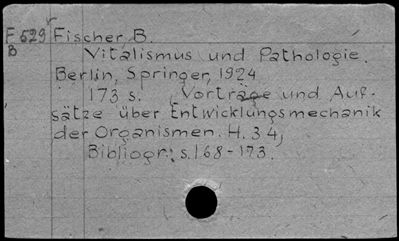 F529 Fischer, B.
B Vitalismus und Pathologie.
Berlin, Springer, 1924
173 s. (Vorträge und Auf-
sätze über Entwicklungsmechanik
der Organismen. H. 34)
Bibliogr: s. 168-173.